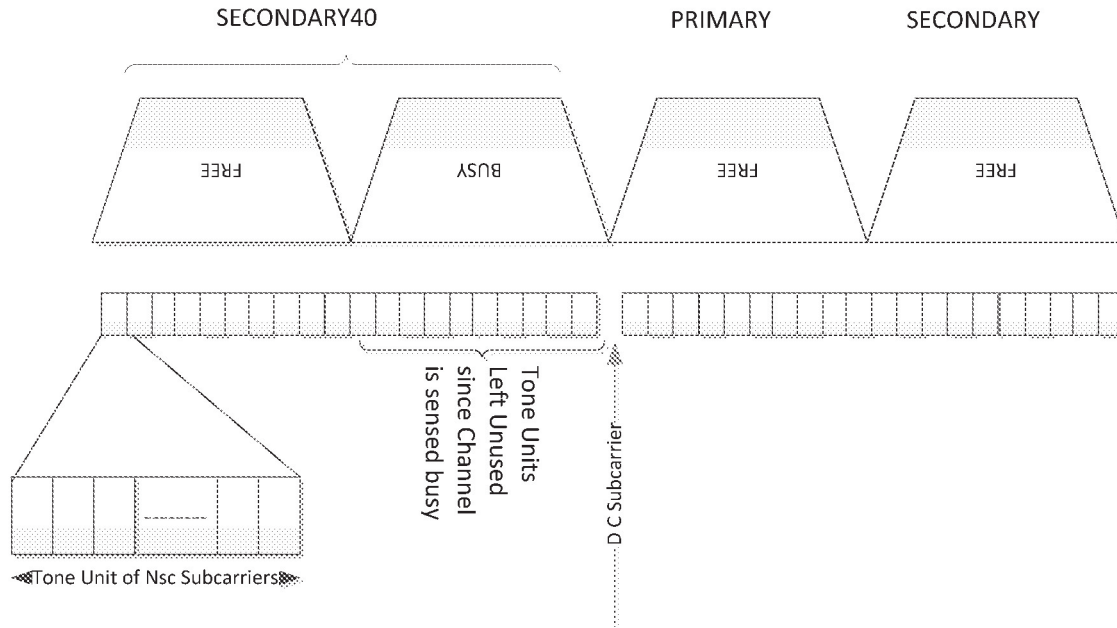 SECONDARY40
PRIMARY
SECONDARY
FREE
BUSY
FREE
FREE
Tone Units
Left Unused
since Channel
is sensed busy
D C Subcarrier
Tone Unit of Nsc Subcarriers